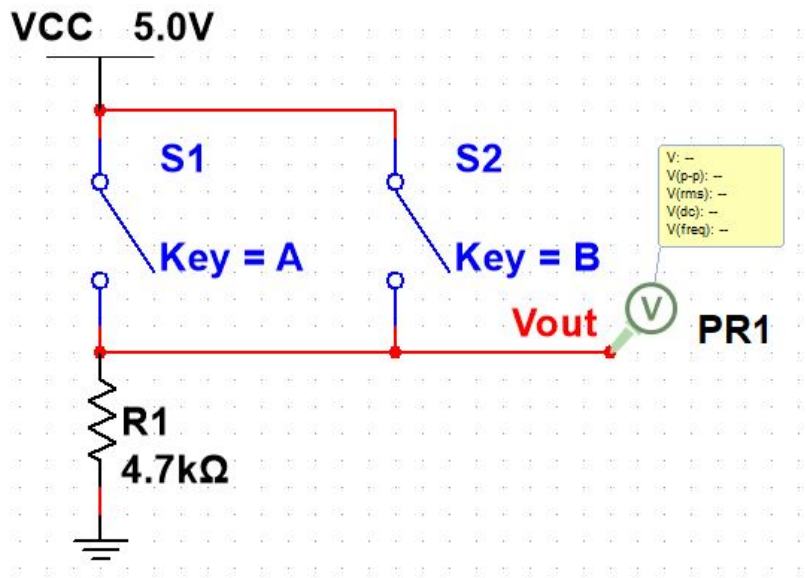 VCC 5.0V
S1
S2
Key = A
Key = B
V: --
V(p-p): --
V(rms): --
V(dc): --
V(freq): --
V
Vout
PR1
R1
4.7kΩ